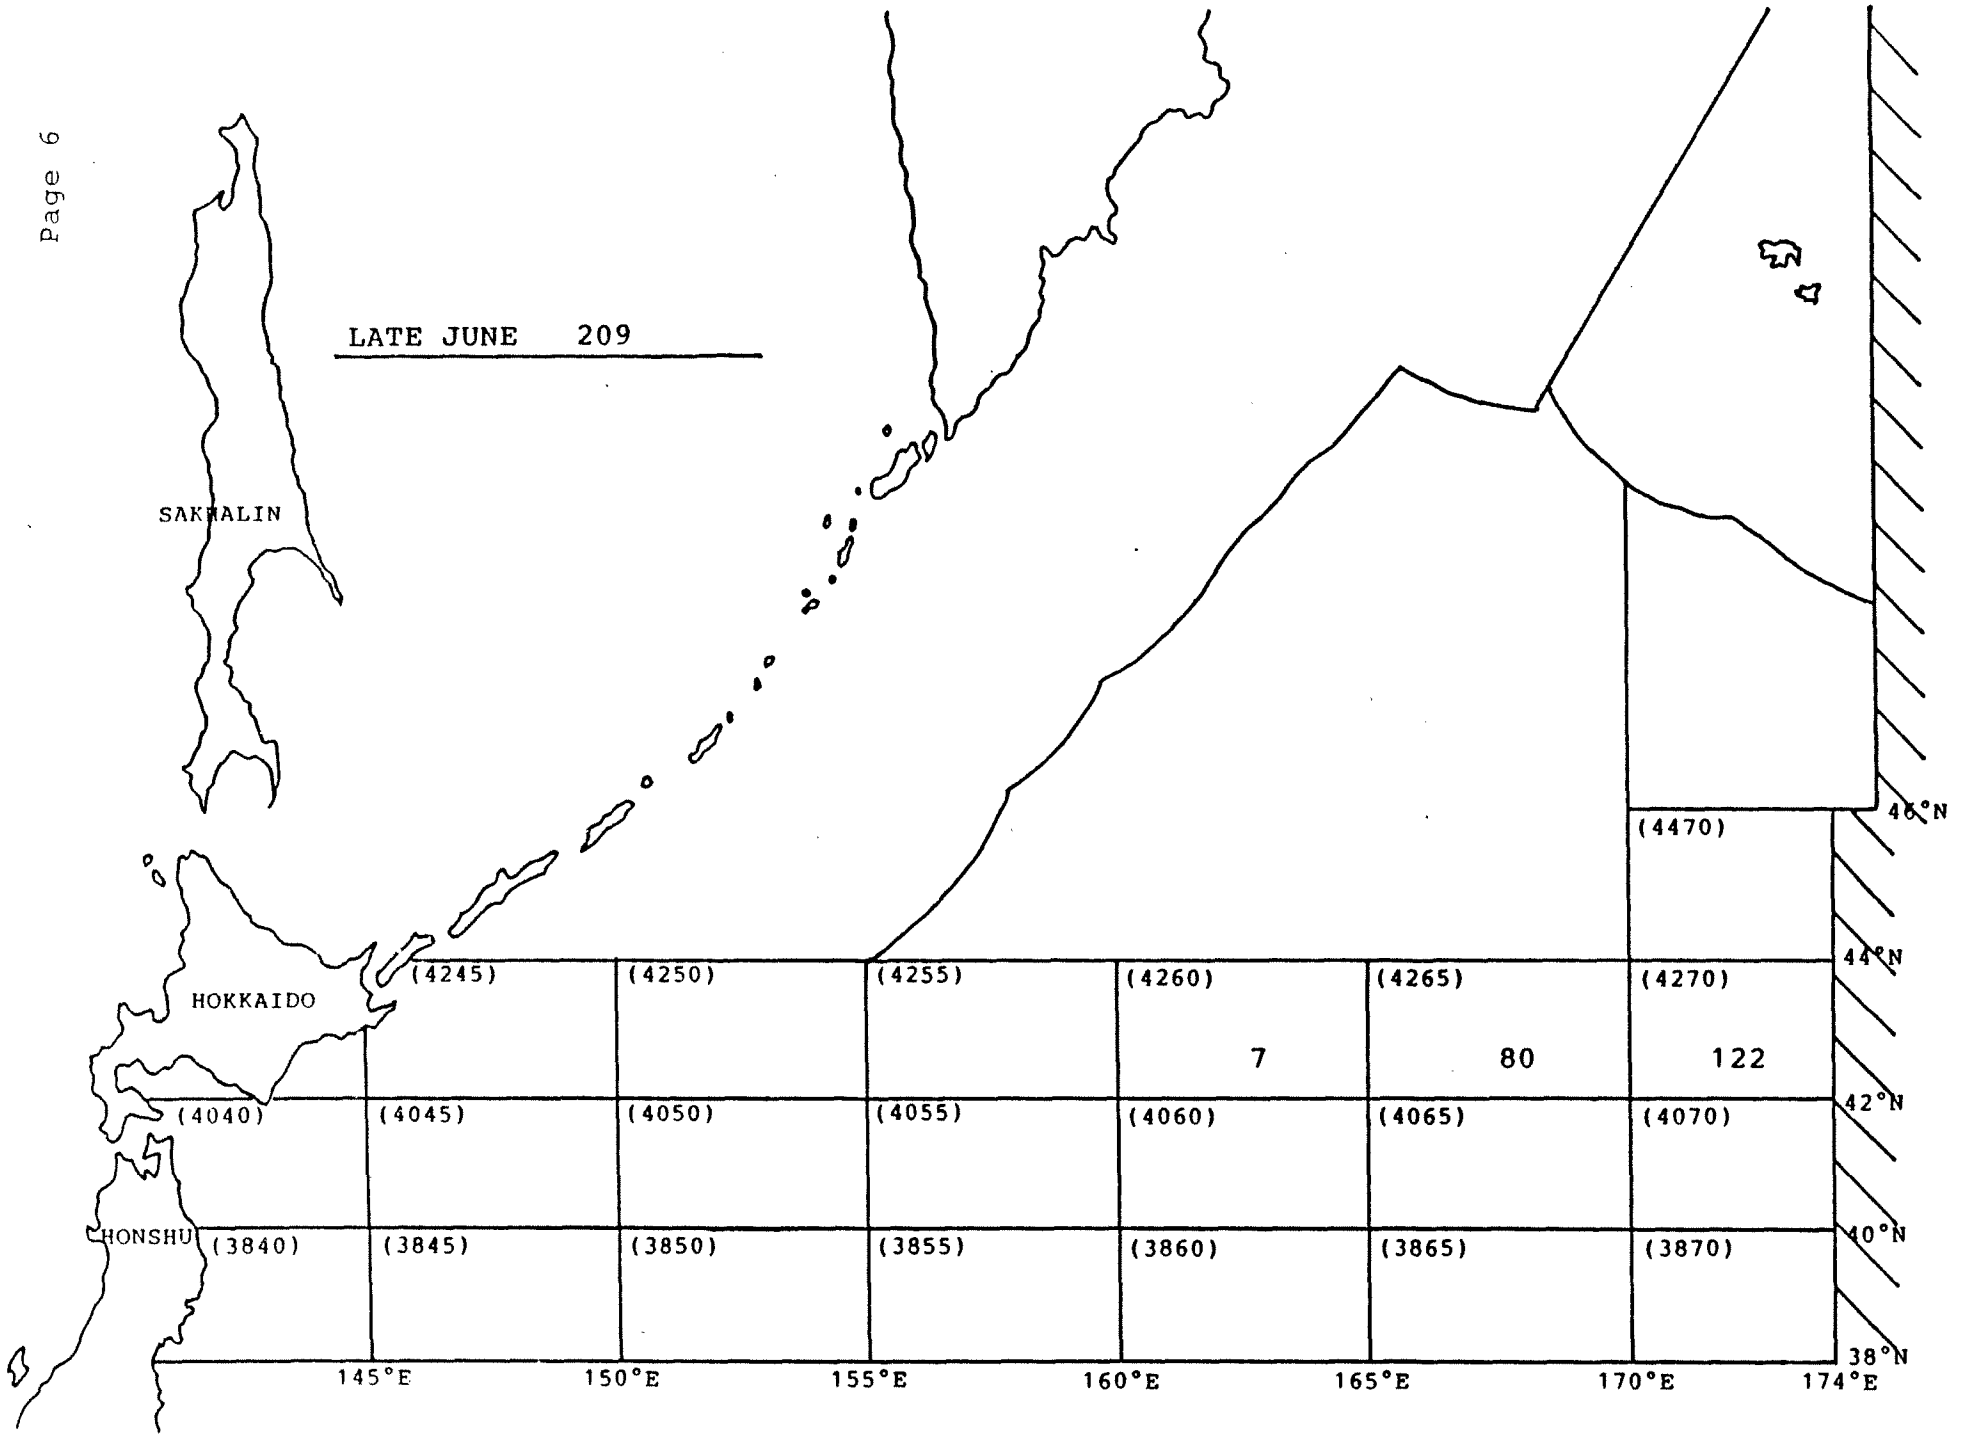 Page 6
LATE JUNE 209
SAKHALIN
46°N
(4470)
44°N
(4245) (4250) (4255) (4260) (4265) (4270)
HOKKAIDO
7 80 122
42°N
(4040) (4045) (4050) (4055) (4060) (4065) (4070)
40°N
HONSHU (3840) (3845) (3850) (3855) (3860) (3865) (3870)
38°N
145°E 150°E 155°E 160°E 165°E 170°E 174°E